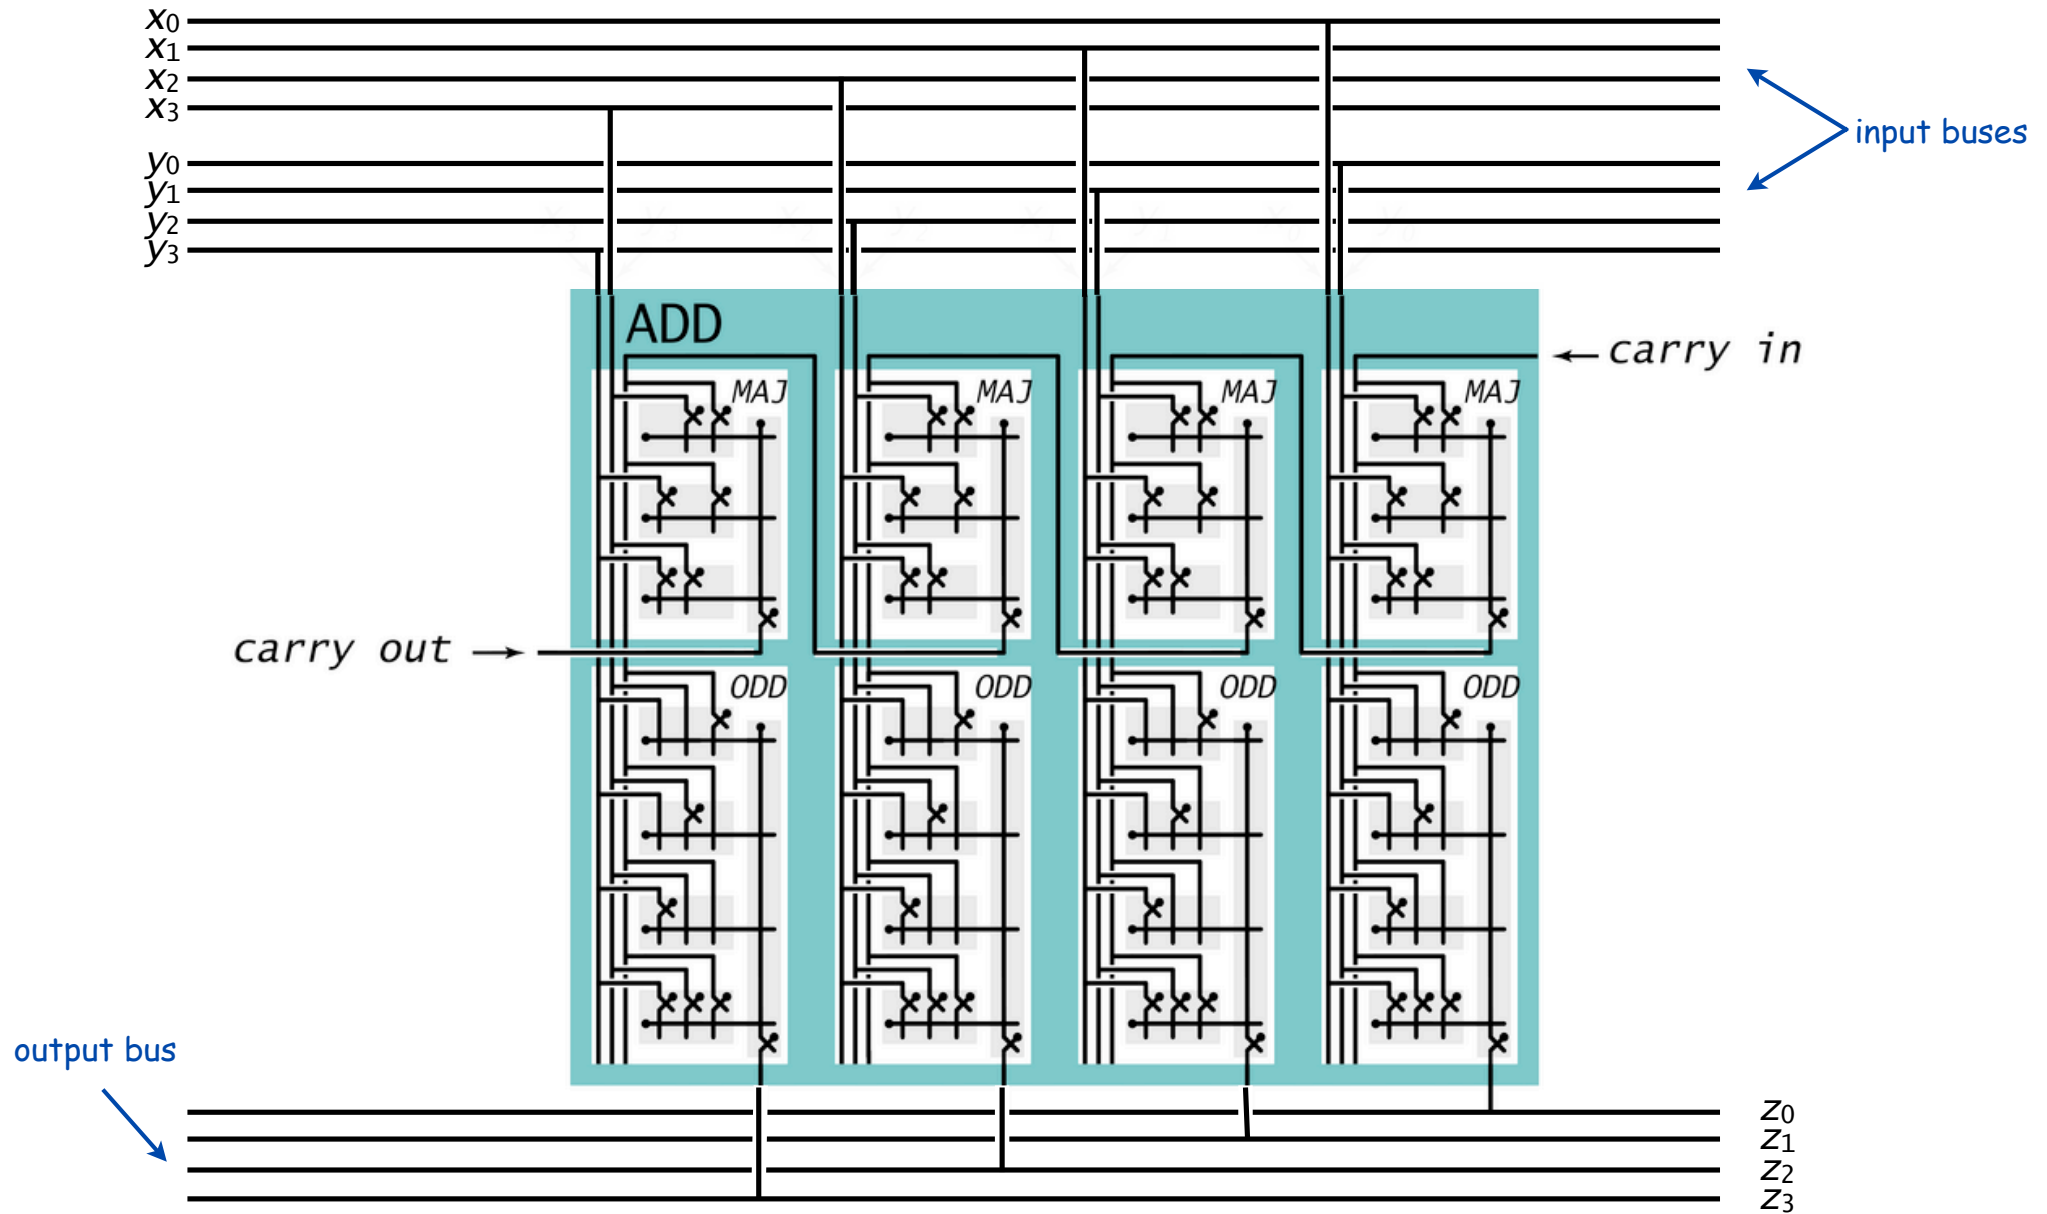 x0
x1
x2
x3
y0
y1
y2
y3
input buses
ADD
carry in
MAJ MAJ MAJ MAJ
carry out
ODD ODD ODD ODD
output bus
z0
z1
z2
z3